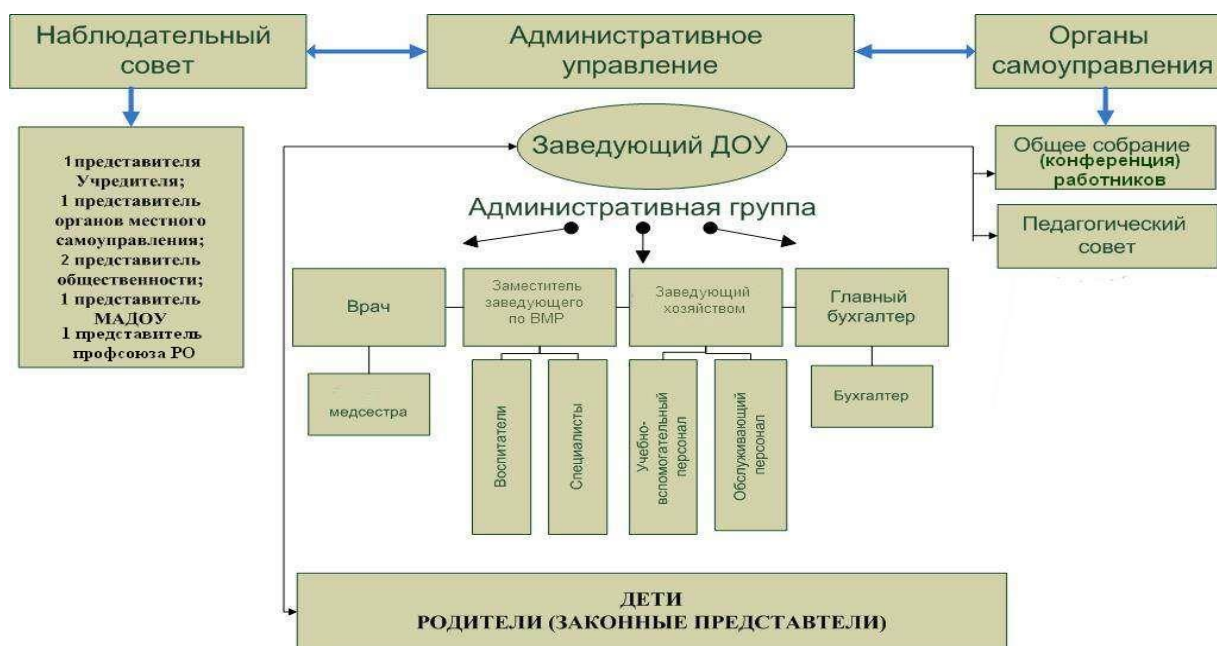 Наблюдательный
совет
Административное
управление
Органы
самоуправления
1 представителя
Учредителя;
1 представитель
органов местного
самоуправления;
2 представитель
общественности;
1 представитель
МАДОУ
1 представитель
профсоюза РО
Заведующий ДОУ
Общее собрание
(конференция)
работников
Педагогический
совет
Административная группа
Врач
Заместитель
заведующего
по ВМР
Заведующий
хозяйством
Главный
бухгалтер
медсестра
Воспитатели
Специалисты
Учебно-
вспомогательный
персонал
Обслуживающий
персонал
Бухгалтер
ДЕТИ
РОДИТЕЛИ (ЗАКОННЫЕ ПРЕДСТАВТЕЛИ)